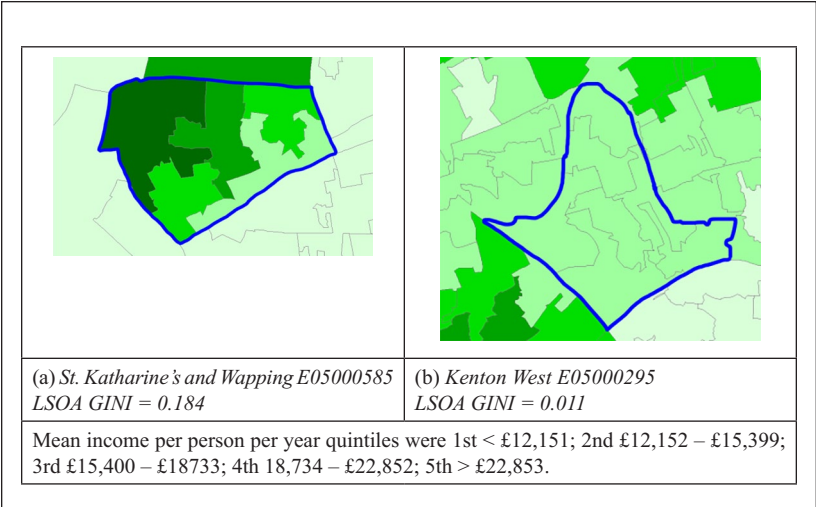 (a) St. Katharine's and Wapping E05000585
LSOA GINI = 0.184
(b) Kenton West E05000295
LSOA GINI = 0.011
Mean income per person per year quintiles were 1st < £12,151; 2nd £12,152 – £15,399;
3rd £15,400 – £18733; 4th 18,734 – £22,852; 5th > £22,853.